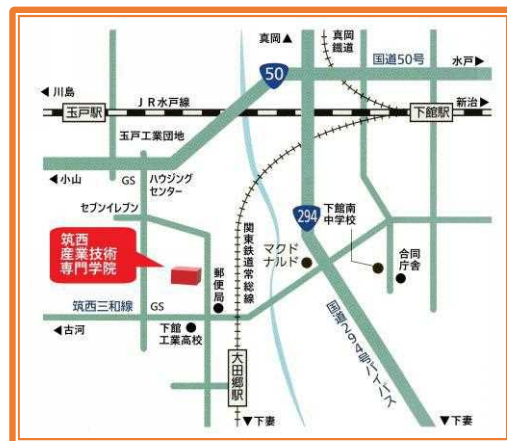 真岡▲
真岡
鐵道
国道50号
水戸▶
50
◀川島
JR水戸線
新治▶
玉戸駅
下館駅
玉戸工業団地
◀小山
GS
ハウジング
センター
セブンイレブン
294
下館南
中学校
筑西
産業技術
専門学院
関東鉄道常総線
マクド
ナルド
合同
庁舎
郵便局
筑西三和線
GS
◀古河
下館
工業高校
国道294号バイパス
大田郷駅
▼下妻
▼下妻